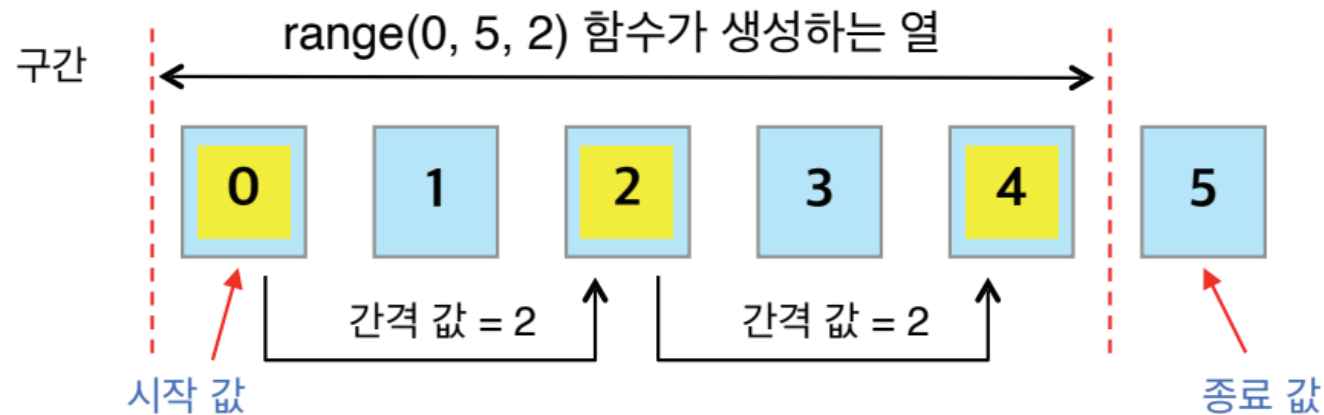 range(0, 5, 2) 함수가 생성하는 열
구간
0 1 2 3 4 5
간격 값 = 2 간격 값 = 2
시작 값 종료 값